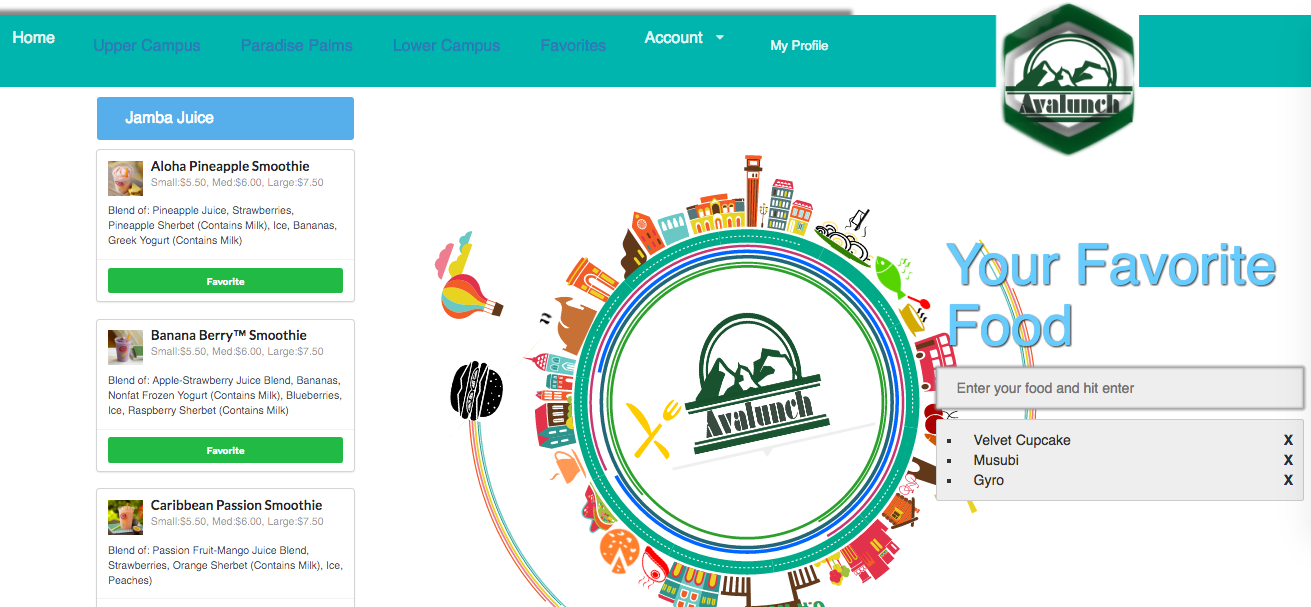 Home
Upper Campus
Paradise Palms
Lower Campus
Favorites
Account
My Profile
Avalunch
Jamba Juice
Aloha Pineapple Smoothie
Small:$5.50, Med:$6.00, Large:$7.50
Blend of: Pineapple Juice, Strawberries,
Pineapple Sherbet (Contains Milk), Ice, Bananas,
Greek Yogurt (Contains Milk)
Favorite
Banana Berry™ Smoothie
Small:$5.50, Med:$6.00, Large:$7.50
Blend of: Apple-Strawberry Juice Blend, Bananas,
Nonfat Frozen Yogurt (Contains Milk), Blueberries,
Ice, Raspberry Sherbet (Contains Milk)
Favorite
Caribbean Passion Smoothie
Small:$5.50, Med:$6.00, Large:$7.50
Blend of: Passion Fruit-Mango Juice Blend,
Strawberries, Orange Sherbet (Contains Milk), Ice,
Peaches)
Avalunch
Your Favorite
Food
Enter your food and hit enter
Velvet Cupcake X
Musubi X
Gyro X